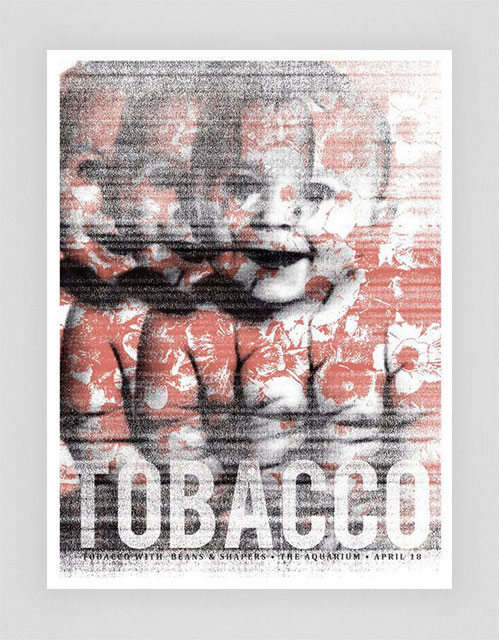 TOBACCO
TOBACCO WITH BEANS & SHAPERS • THE AQUARIUM • APRIL 18